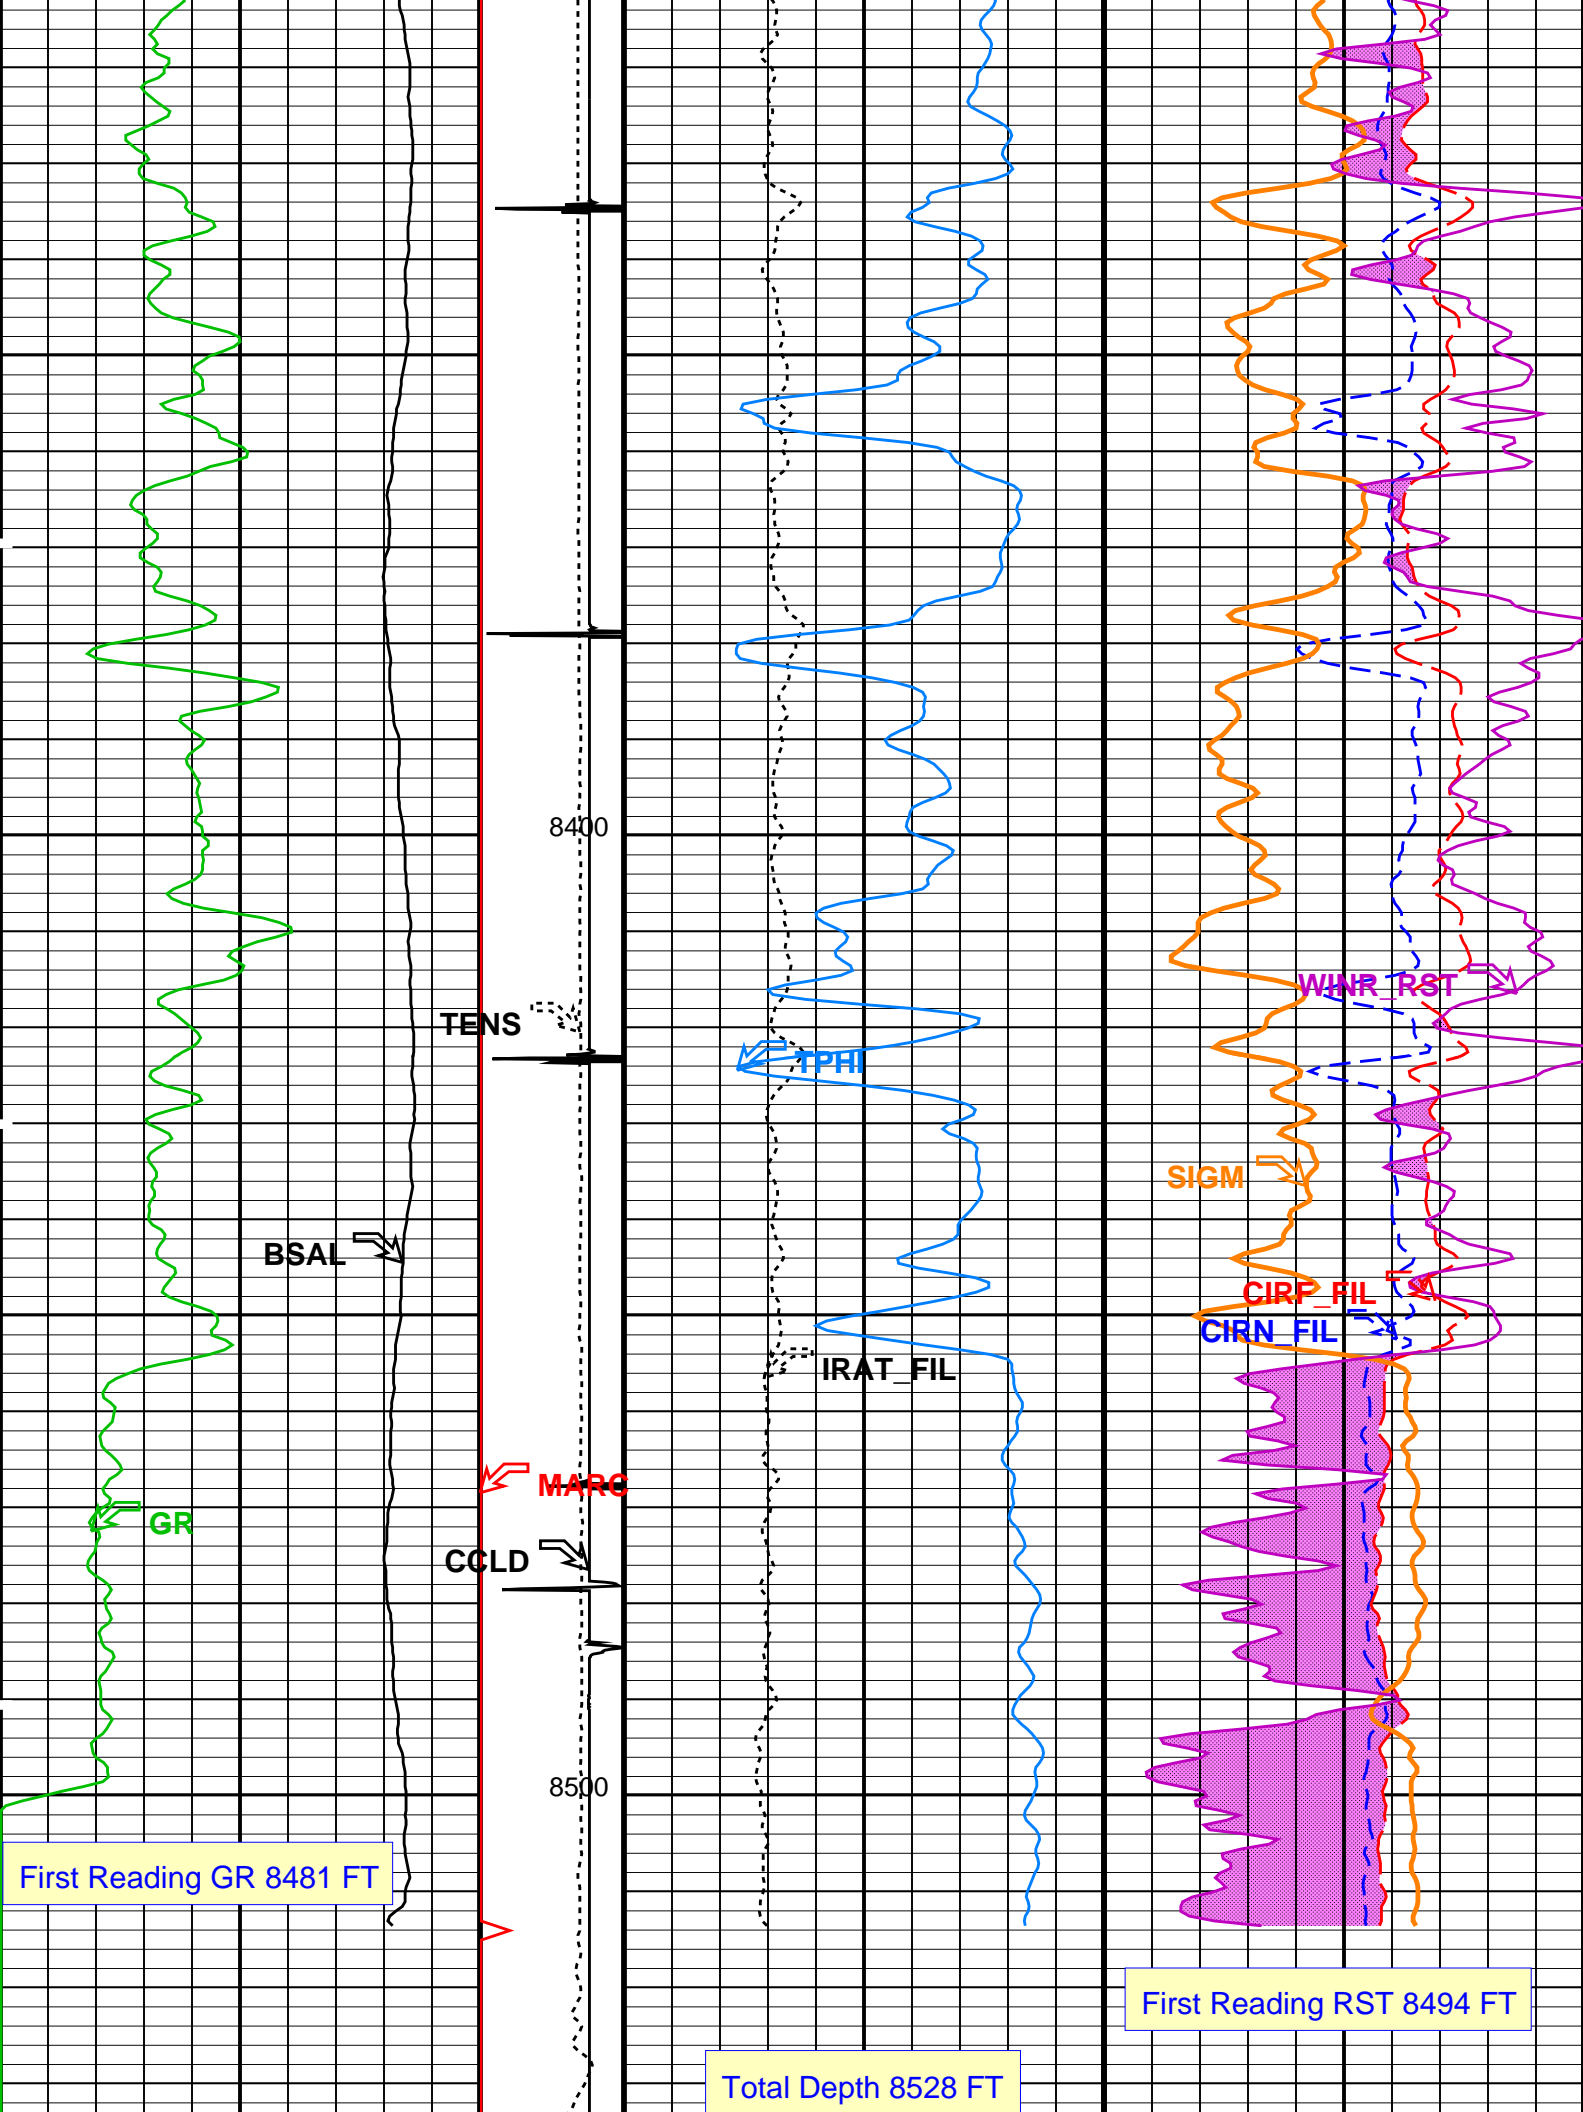 8400
WINR_RST
TENS
TPHI
SIGM
BSAL
CIRF_FIL
CIRN_FIL
IRAT_FIL
MARC
GR
CCLD
8500
First Reading GR 8481 FT
First Reading RST 8494 FT
Total Depth 8528 FT